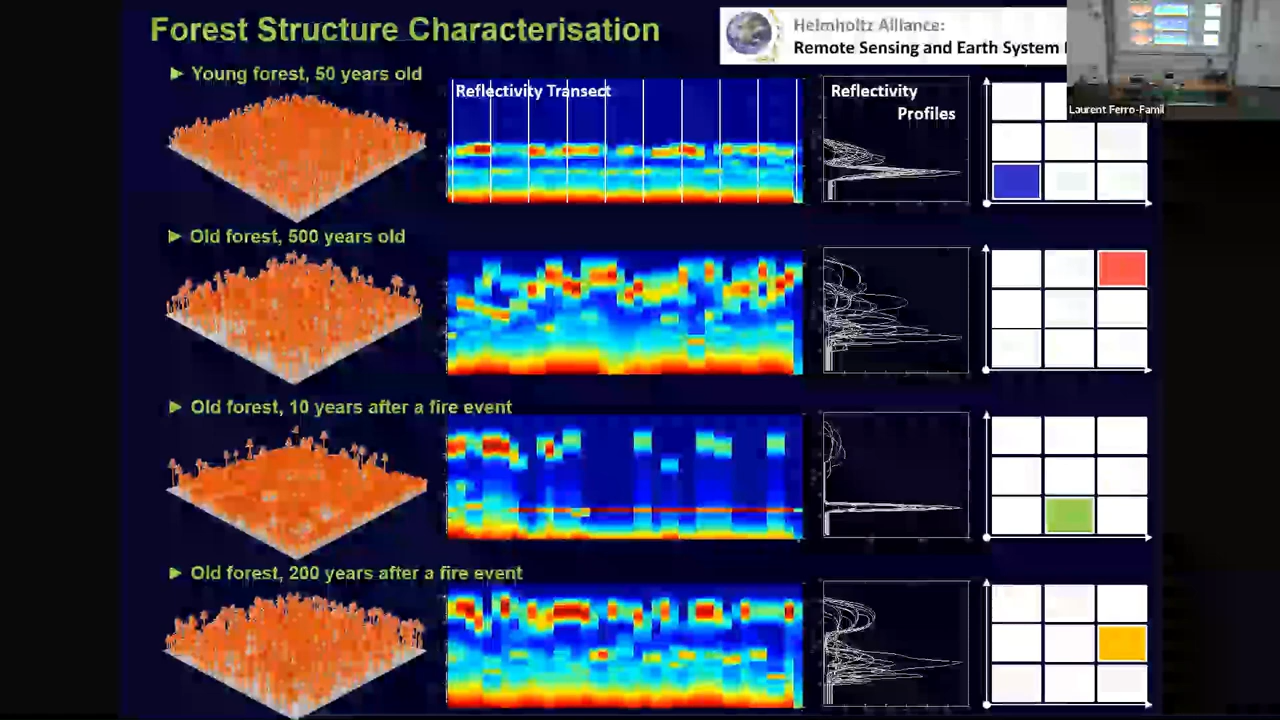 Forest Structure Characterisation
Helmholtz Alliance:
Remote Sensing and Earth System
Laurent Ferro-Famil
► Young forest, 50 years old
Reflectivity Transect
Reflectivity
Profiles
► Old forest, 500 years old
► Old forest, 10 years after a fire event
► Old forest, 200 years after a fire event